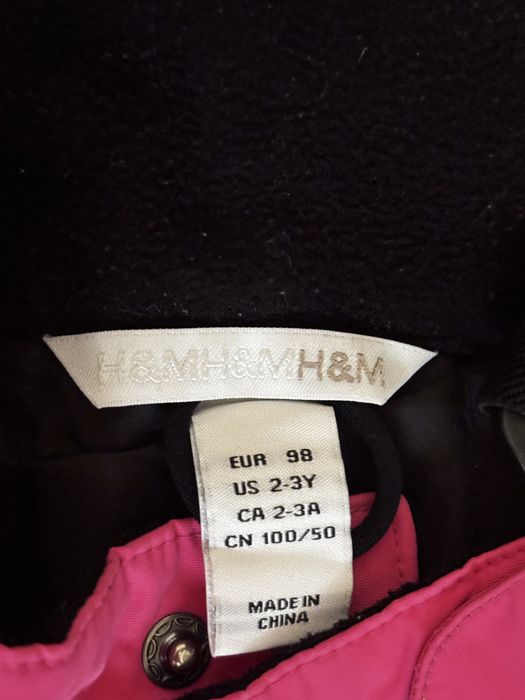 H&MH&MH&M
EUR 98
US 2-3Y
CA 2-3A
CN 100/50
MADE IN
CHINA